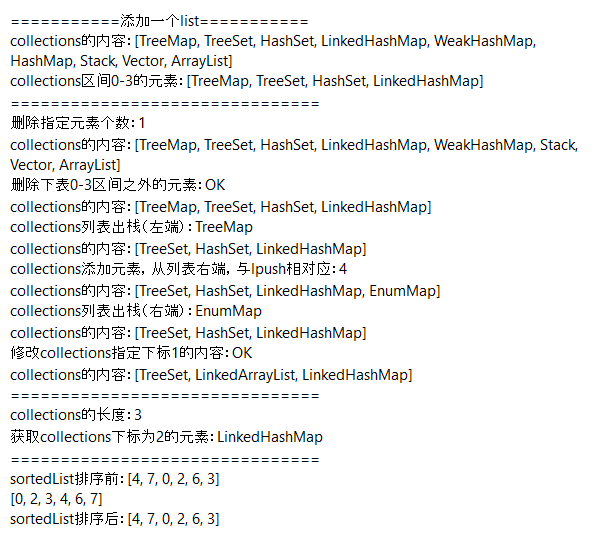 ===========添加一个list===========
collections的内容：[TreeMap, TreeSet, HashSet, LinkedHashMap, WeakHashMap,
HashMap, Stack, Vector, ArrayList]
collections区间0-3的元素：[TreeMap, TreeSet, HashSet, LinkedHashMap]
===============================
删除指定元素个数：1
collections的内容：[TreeMap, TreeSet, HashSet, LinkedHashMap, WeakHashMap, Stack,
Vector, ArrayList]
删除下表0-3区间之外的元素：OK
collections的内容：[TreeMap, TreeSet, HashSet, LinkedHashMap]
collections列表出栈（左端）：TreeMap
collections的内容：[TreeSet, HashSet, LinkedHashMap]
collections添加元素，从列表右端，与lpush相对应：4
collections的内容：[TreeSet, HashSet, LinkedHashMap, EnumMap]
collections列表出栈（右端）：EnumMap
collections的内容：[TreeSet, HashSet, LinkedHashMap]
修改collections指定下标1的内容：OK
collections的内容：[TreeSet, LinkedArrayList, LinkedHashMap]
===============================
collections的长度：3
获取collections下标为2的元素：LinkedHashMap
===============================
sortedList排序前：[4, 7, 0, 2, 6, 3]
[0, 2, 3, 4, 6, 7]
sortedList排序后：[4, 7, 0, 2, 6, 3]